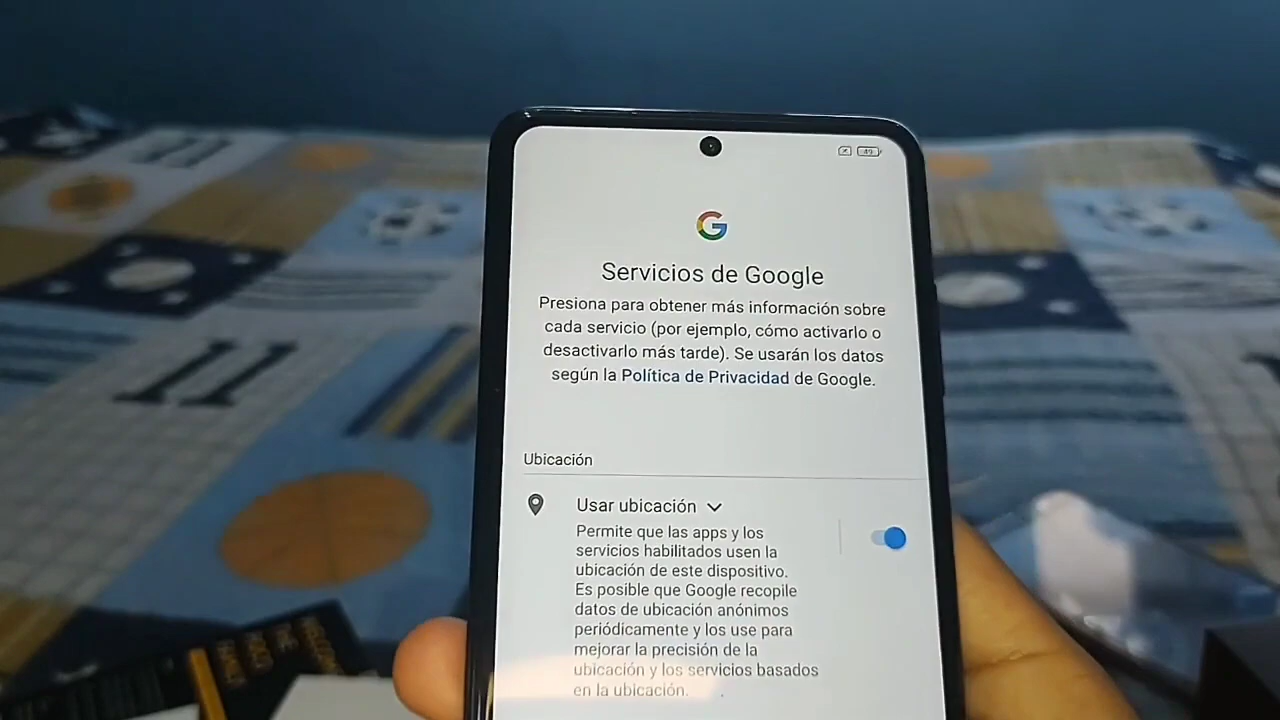 49
Servicios de Google
Presiona para obtener más información sobre
cada servicio (por ejemplo, cómo activarlo o
desactivarlo más tarde). Se usarán los datos
según la Política de Privacidad de Google.
Ubicación
Usar ubicación
Permite que las apps y los
servicios habilitados usen la
ubicación de este dispositivo.
Es posible que Google recopile
datos de ubicación anónimos
periódicamente y los use para
mejorar la precisión de la
ubicación y los servicios basados
en la ubicación.